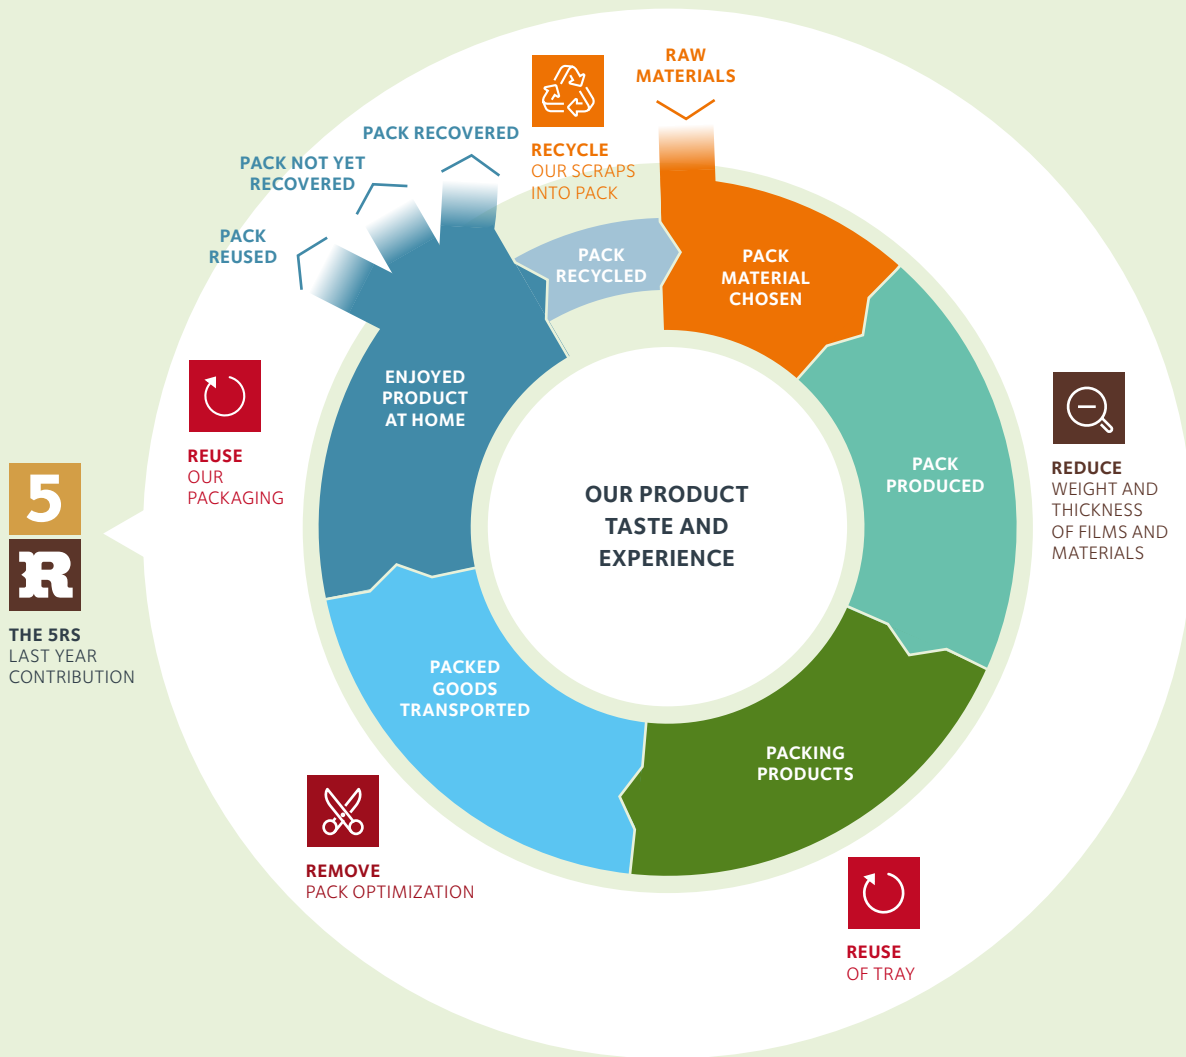 RAW
MATERIALS
PACK RECOVERED
RECYCLE
OUR SCRAPS
INTO PACK
PACK NOT YET
RECOVERED
PACK
REUSED
PACK
RECYCLED
PACK
MATERIAL
CHOSEN
ENJOYED
PRODUCT
AT HOME
REUSE
OUR
PACKAGING
PACK
PRODUCED
REDUCE
WEIGHT AND
THICKNESS
OF FILMS AND
MATERIALS
OUR PRODUCT
TASTE AND
EXPERIENCE
5
R
THE 5RS
LAST YEAR
CONTRIBUTION
PACKED
GOODS
TRANSPORTED
PACKING
PRODUCTS
REMOVE
PACK OPTIMIZATION
REUSE
OF TRAY